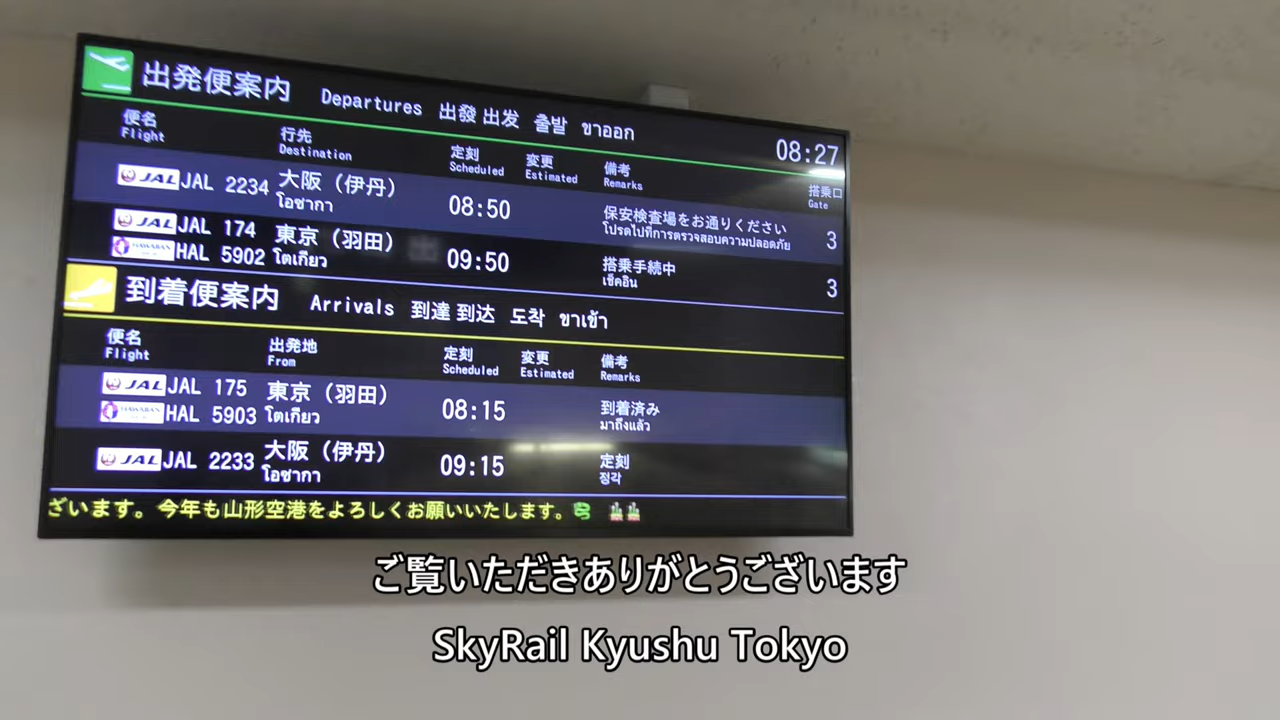 出発便案内 Departures 出發 出发 출발 ขาออก 08:27
便名 行先 定刻 変更 備考 搭乗口
Flight Destination Scheduled Estimated Remarks Gate
JAL JAL 2234 大阪（伊丹） 08:50 保安検査場をお通りください 3
โอซากา โปรดไปที่การตรวจสอบความปลอดภัย
JAL JAL 174 東京（羽田） 09:50 搭乗手続中 3
HAWAIIAN HAL 5902 โตเกียว เช็คอิน
到着便案内 Arrivals 到達 到达 도착 ขาเข้า
便名 出発地 定刻 変更 備考
Flight From Scheduled Estimated Remarks
JAL JAL 175 東京（羽田） 08:15 到着済み
HAWAIIAN HAL 5903 โตเกียว มาถึงแล้ว
JAL JAL 2233 大阪（伊丹） 09:15 定刻
โอซากา 정각
ざいます。今年も山形空港をよろしくお願いいたします。
ご覧いただきありがとうございます
SkyRail Kyushu Tokyo